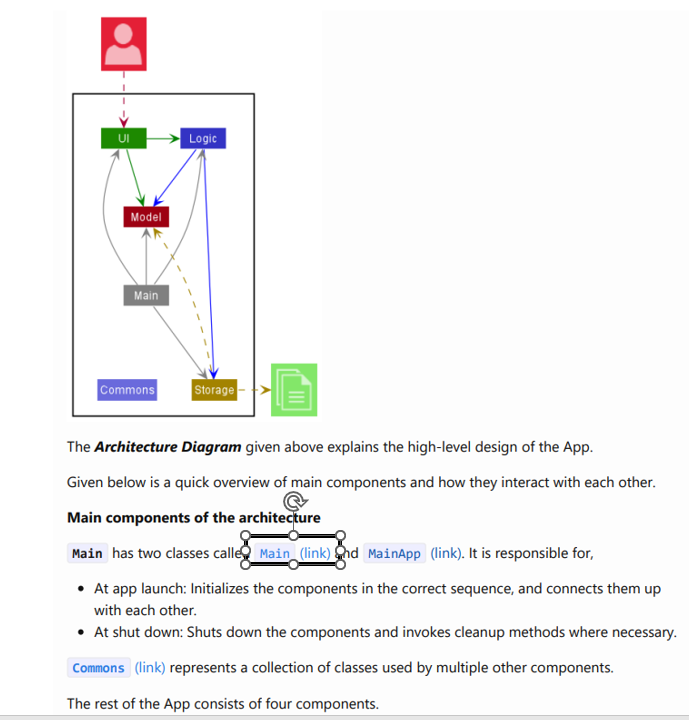 UI
Logic
Model
Main
Commons
Storage
The Architecture Diagram given above explains the high-level design of the App.
Given below is a quick overview of main components and how they interact with each other.
Main components of the architecture
Main has two classes called Main (link) and MainApp (link). It is responsible for,
• At app launch: Initializes the components in the correct sequence, and connects them up
with each other.
• At shut down: Shuts down the components and invokes cleanup methods where necessary.
Commons (link) represents a collection of classes used by multiple other components.
The rest of the App consists of four components.